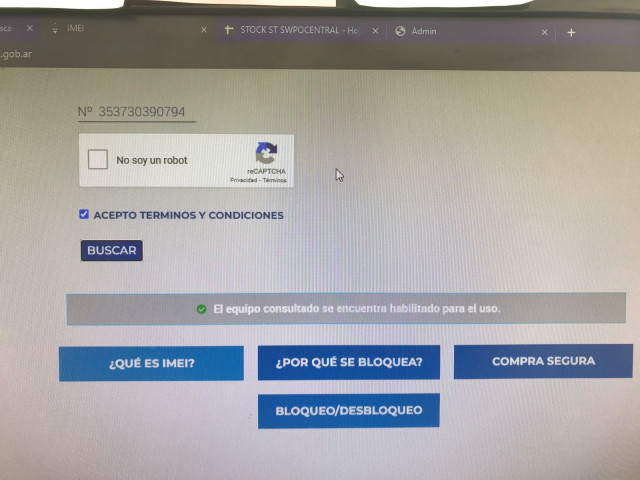 IMEI
STOCK ST SWPOCENTRAL - Ho
Admin
.gob.ar
Nº 353730390794
No soy un robot
reCAPTCHA
Privacidad - Términos
ACEPTO TERMINOS Y CONDICIONES
BUSCAR
El equipo consultado se encuentra habilitado para el uso.
¿QUÉ ES IMEI?
¿POR QUÉ SE BLOQUEA?
COMPRA SEGURA
BLOQUEO/DESBLOQUEO